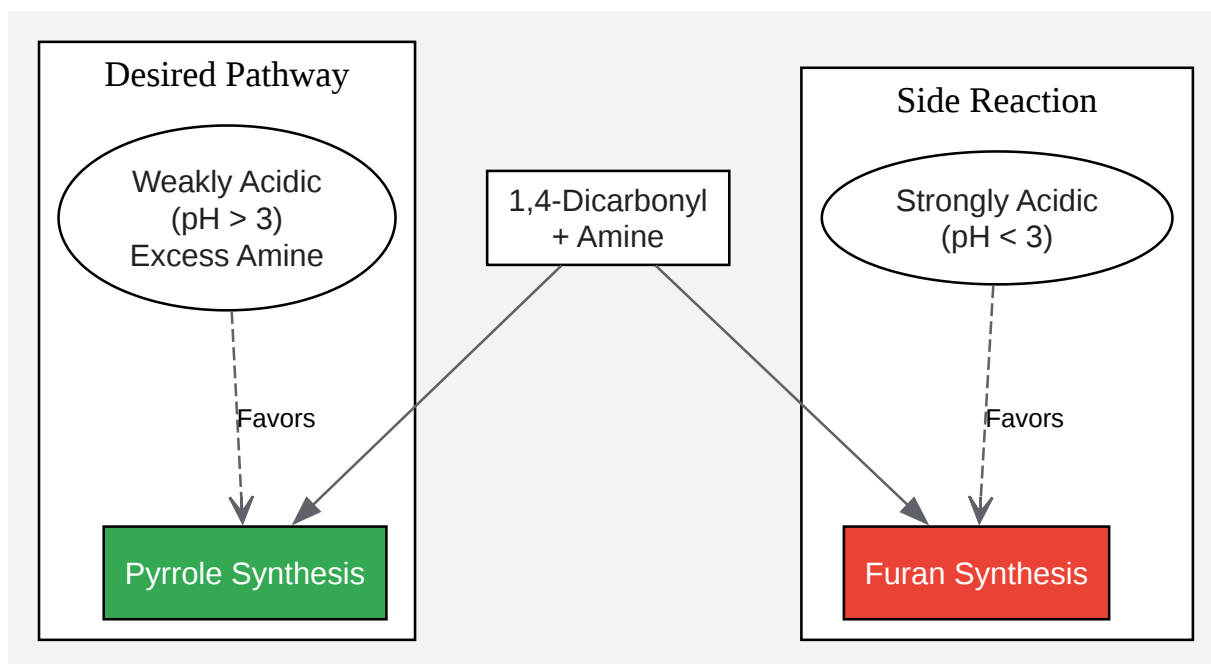 Desired Pathway
Weakly Acidic
(pH > 3)
Excess Amine
Favors
Pyrrole Synthesis
1,4-Dicarbonyl
+ Amine
Side Reaction
Strongly Acidic
(pH < 3)
Favors
Furan Synthesis